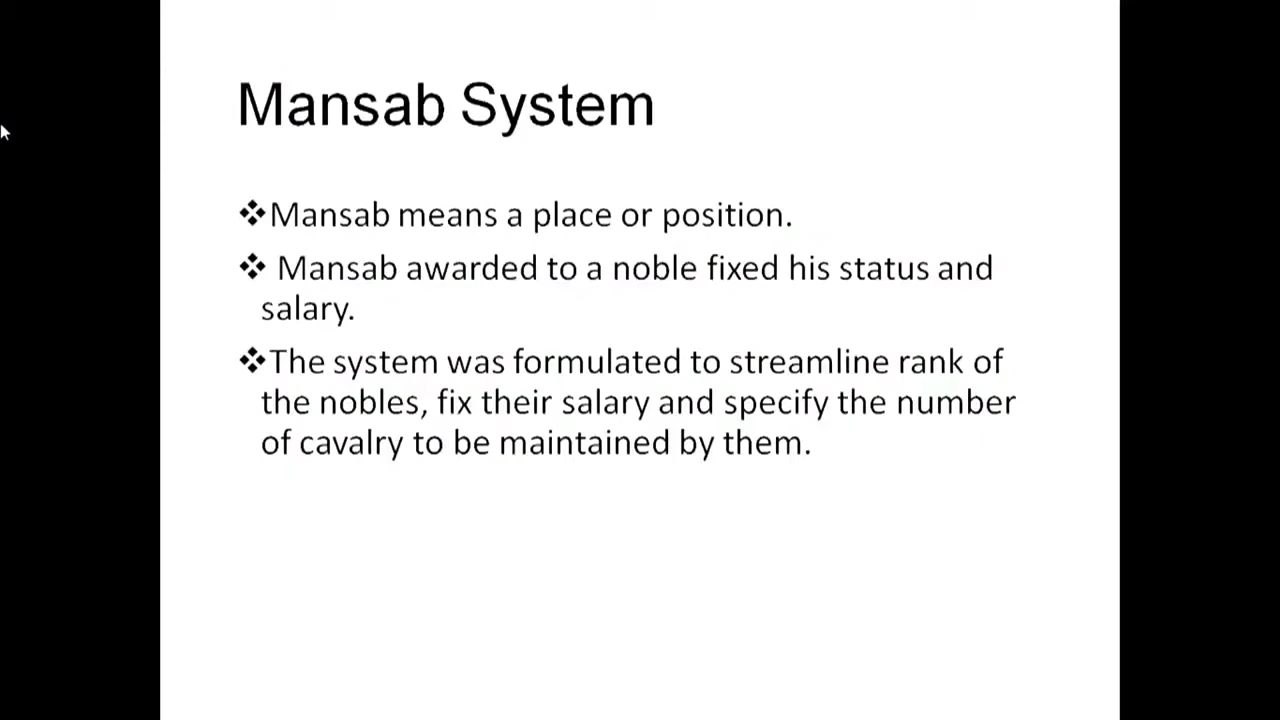 Mansab System
❖Mansab means a place or position.
❖ Mansab awarded to a noble fixed his status and
salary.
❖The system was formulated to streamline rank of
the nobles, fix their salary and specify the number
of cavalry to be maintained by them.